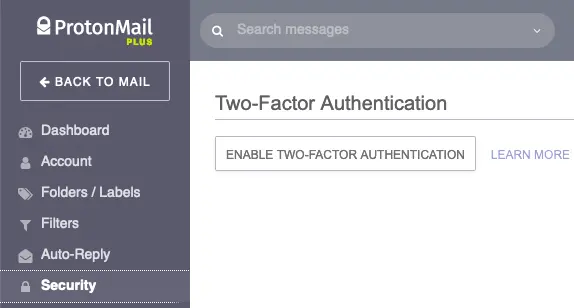 ProtonMail
PLUS
Search messages
BACK TO MAIL
Dashboard
Account
Folders / Labels
Filters
Auto-Reply
Security
Two-Factor Authentication
ENABLE TWO-FACTOR AUTHENTICATION
LEARN MORE